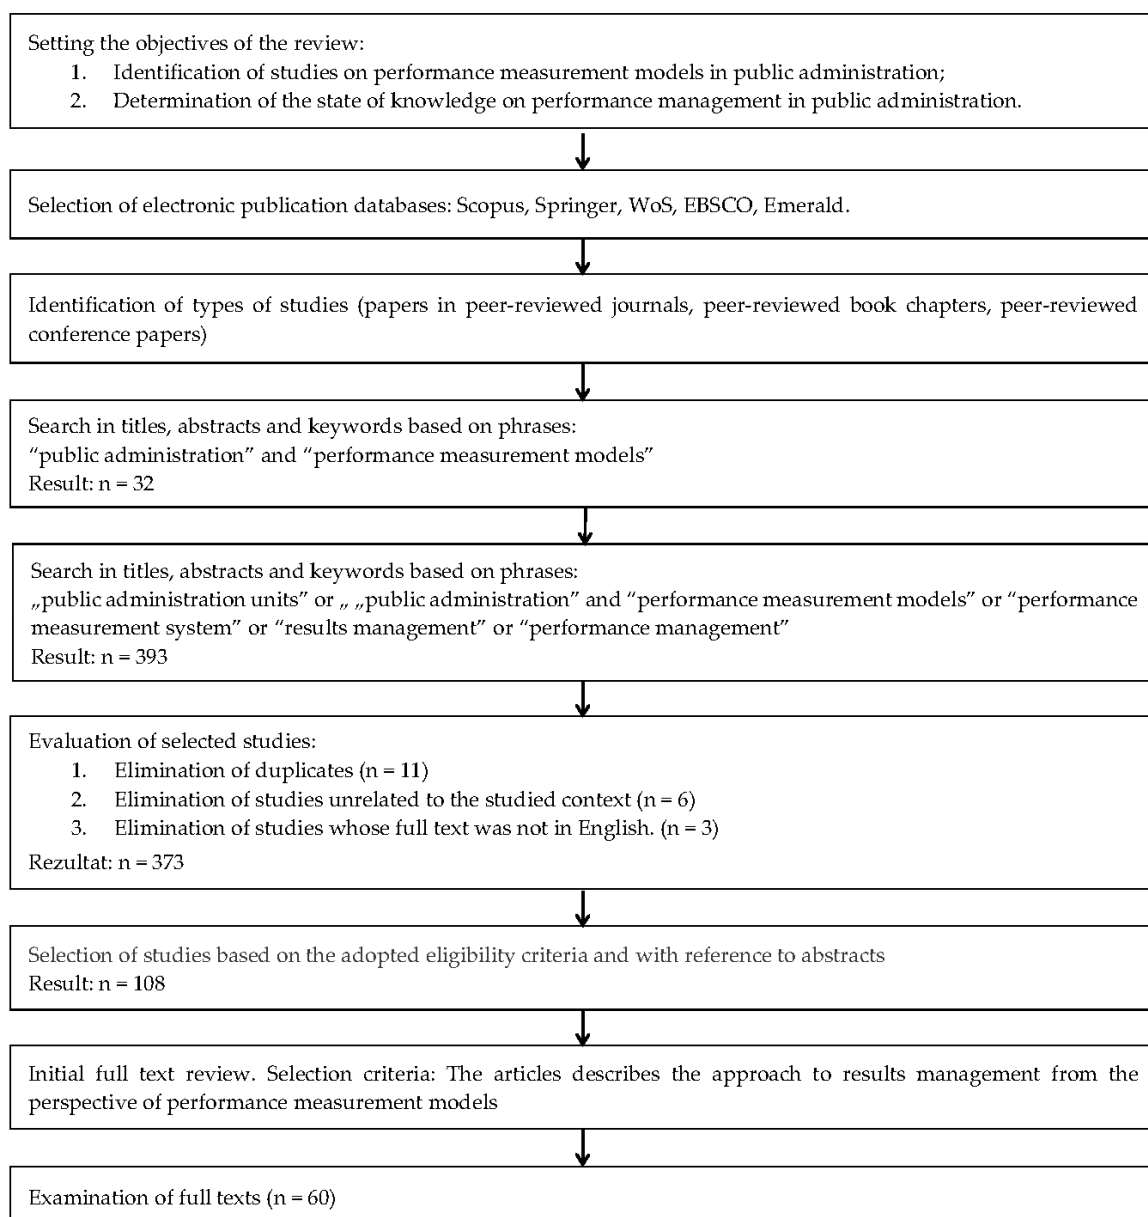 Setting the objectives of the review:
1. Identification of studies on performance measurement models in public administration;
2. Determination of the state of knowledge on performance management in public administration.
Selection of electronic publication databases: Scopus, Springer, WoS, EBSCO, Emerald.
Identification of types of studies (papers in peer-reviewed journals, peer-reviewed book chapters, peer-reviewed
conference papers)
Search in titles, abstracts and keywords based on phrases:
“public administration” and “performance measurement models”
Result: n = 32
Search in titles, abstracts and keywords based on phrases:
„public administration units” or „ „public administration” and “performance measurement models” or “performance
measurement system” or “results management” or “performance management”
Result: n = 393
Evaluation of selected studies:
1. Elimination of duplicates (n = 11)
2. Elimination of studies unrelated to the studied context (n = 6)
3. Elimination of studies whose full text was not in English. (n = 3)
Rezultat: n = 373
Selection of studies based on the adopted eligibility criteria and with reference to abstracts
Result: n = 108
Initial full text review. Selection criteria: The articles describes the approach to results management from the
perspective of performance measurement models
Examination of full texts (n = 60)